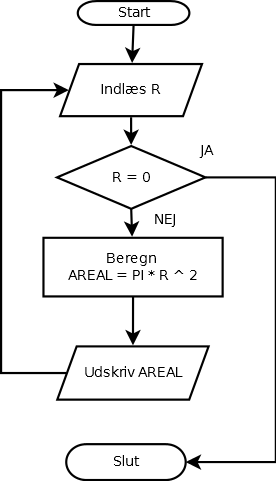 Start
Indlæs R
R = 0
JA
NEJ
Beregn
AREAL = PI * R ^ 2
Udskriv AREAL
Slut